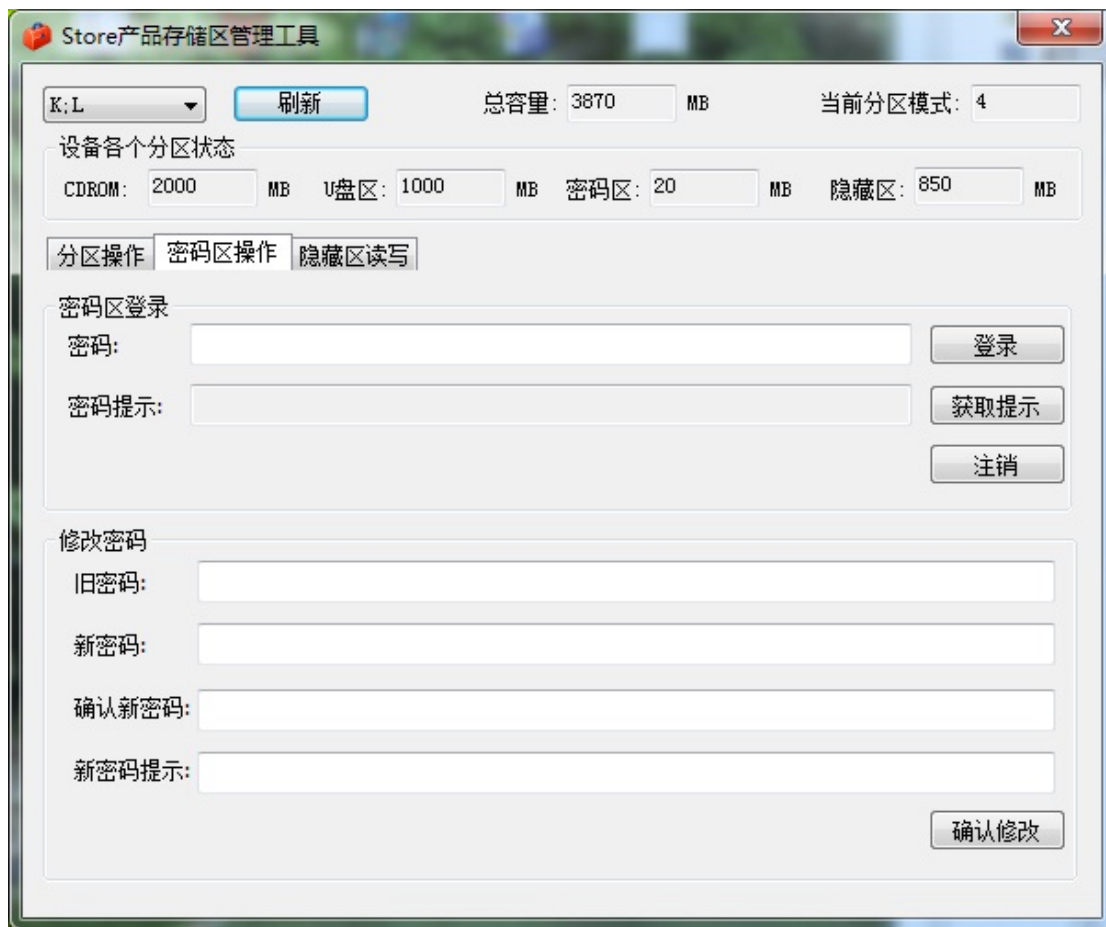 Store产品存储区管理工具
K:L 刷新 总容量: 3870 MB 当前分区模式: 4
设备各个分区状态
CDROM: 2000 MB U盘区: 1000 MB 密码区: 20 MB 隐藏区: 850 MB
分区操作 密码区操作 隐藏区读写
密码区登录
密码: 登录
密码提示: 获取提示
注销
修改密码
旧密码:
新密码:
确认新密码:
新密码提示:
确认修改